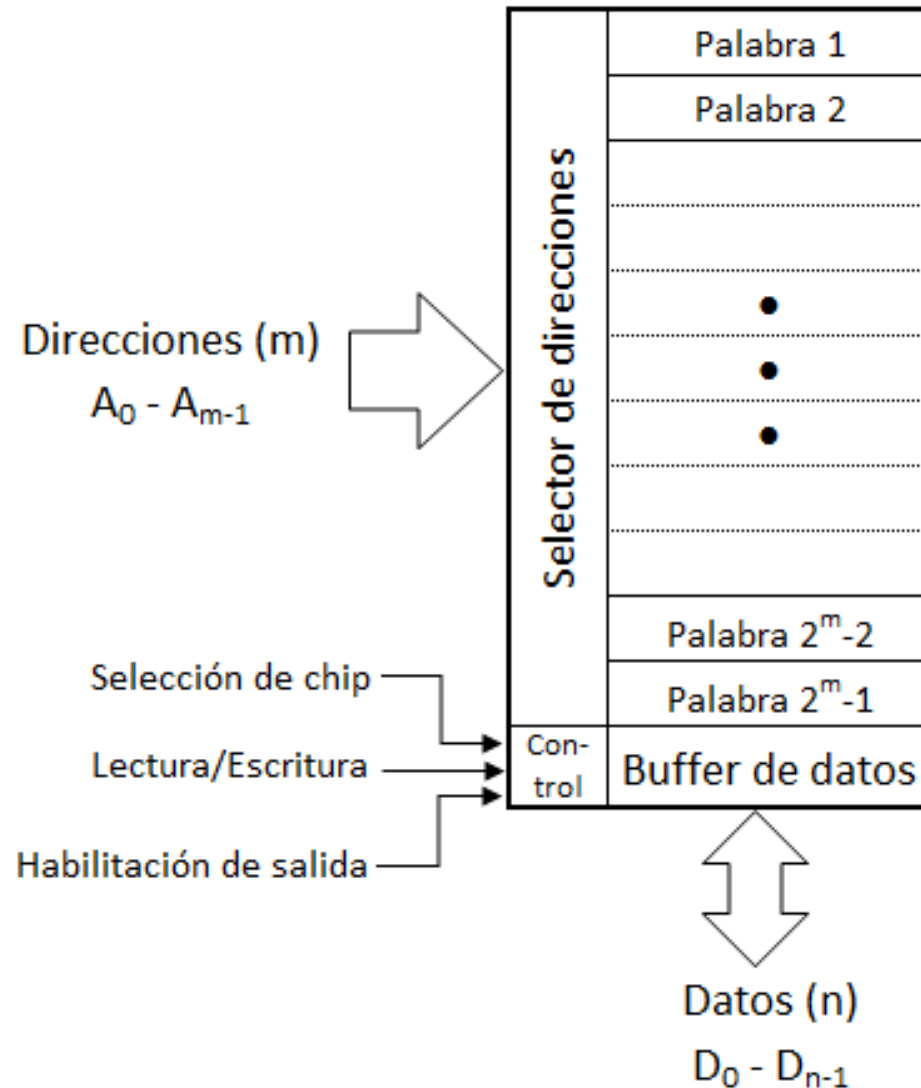 Palabra 1
Palabra 2
Selector de direcciones
Direcciones (m)
A₀ - Aₘ₋₁
Palabra 2ᵐ-2
Palabra 2ᵐ-1
Selección de chip
Lectura/Escritura
Habilitación de salida
Con-
trol
Buffer de datos
Datos (n)
D₀ - Dₙ₋₁